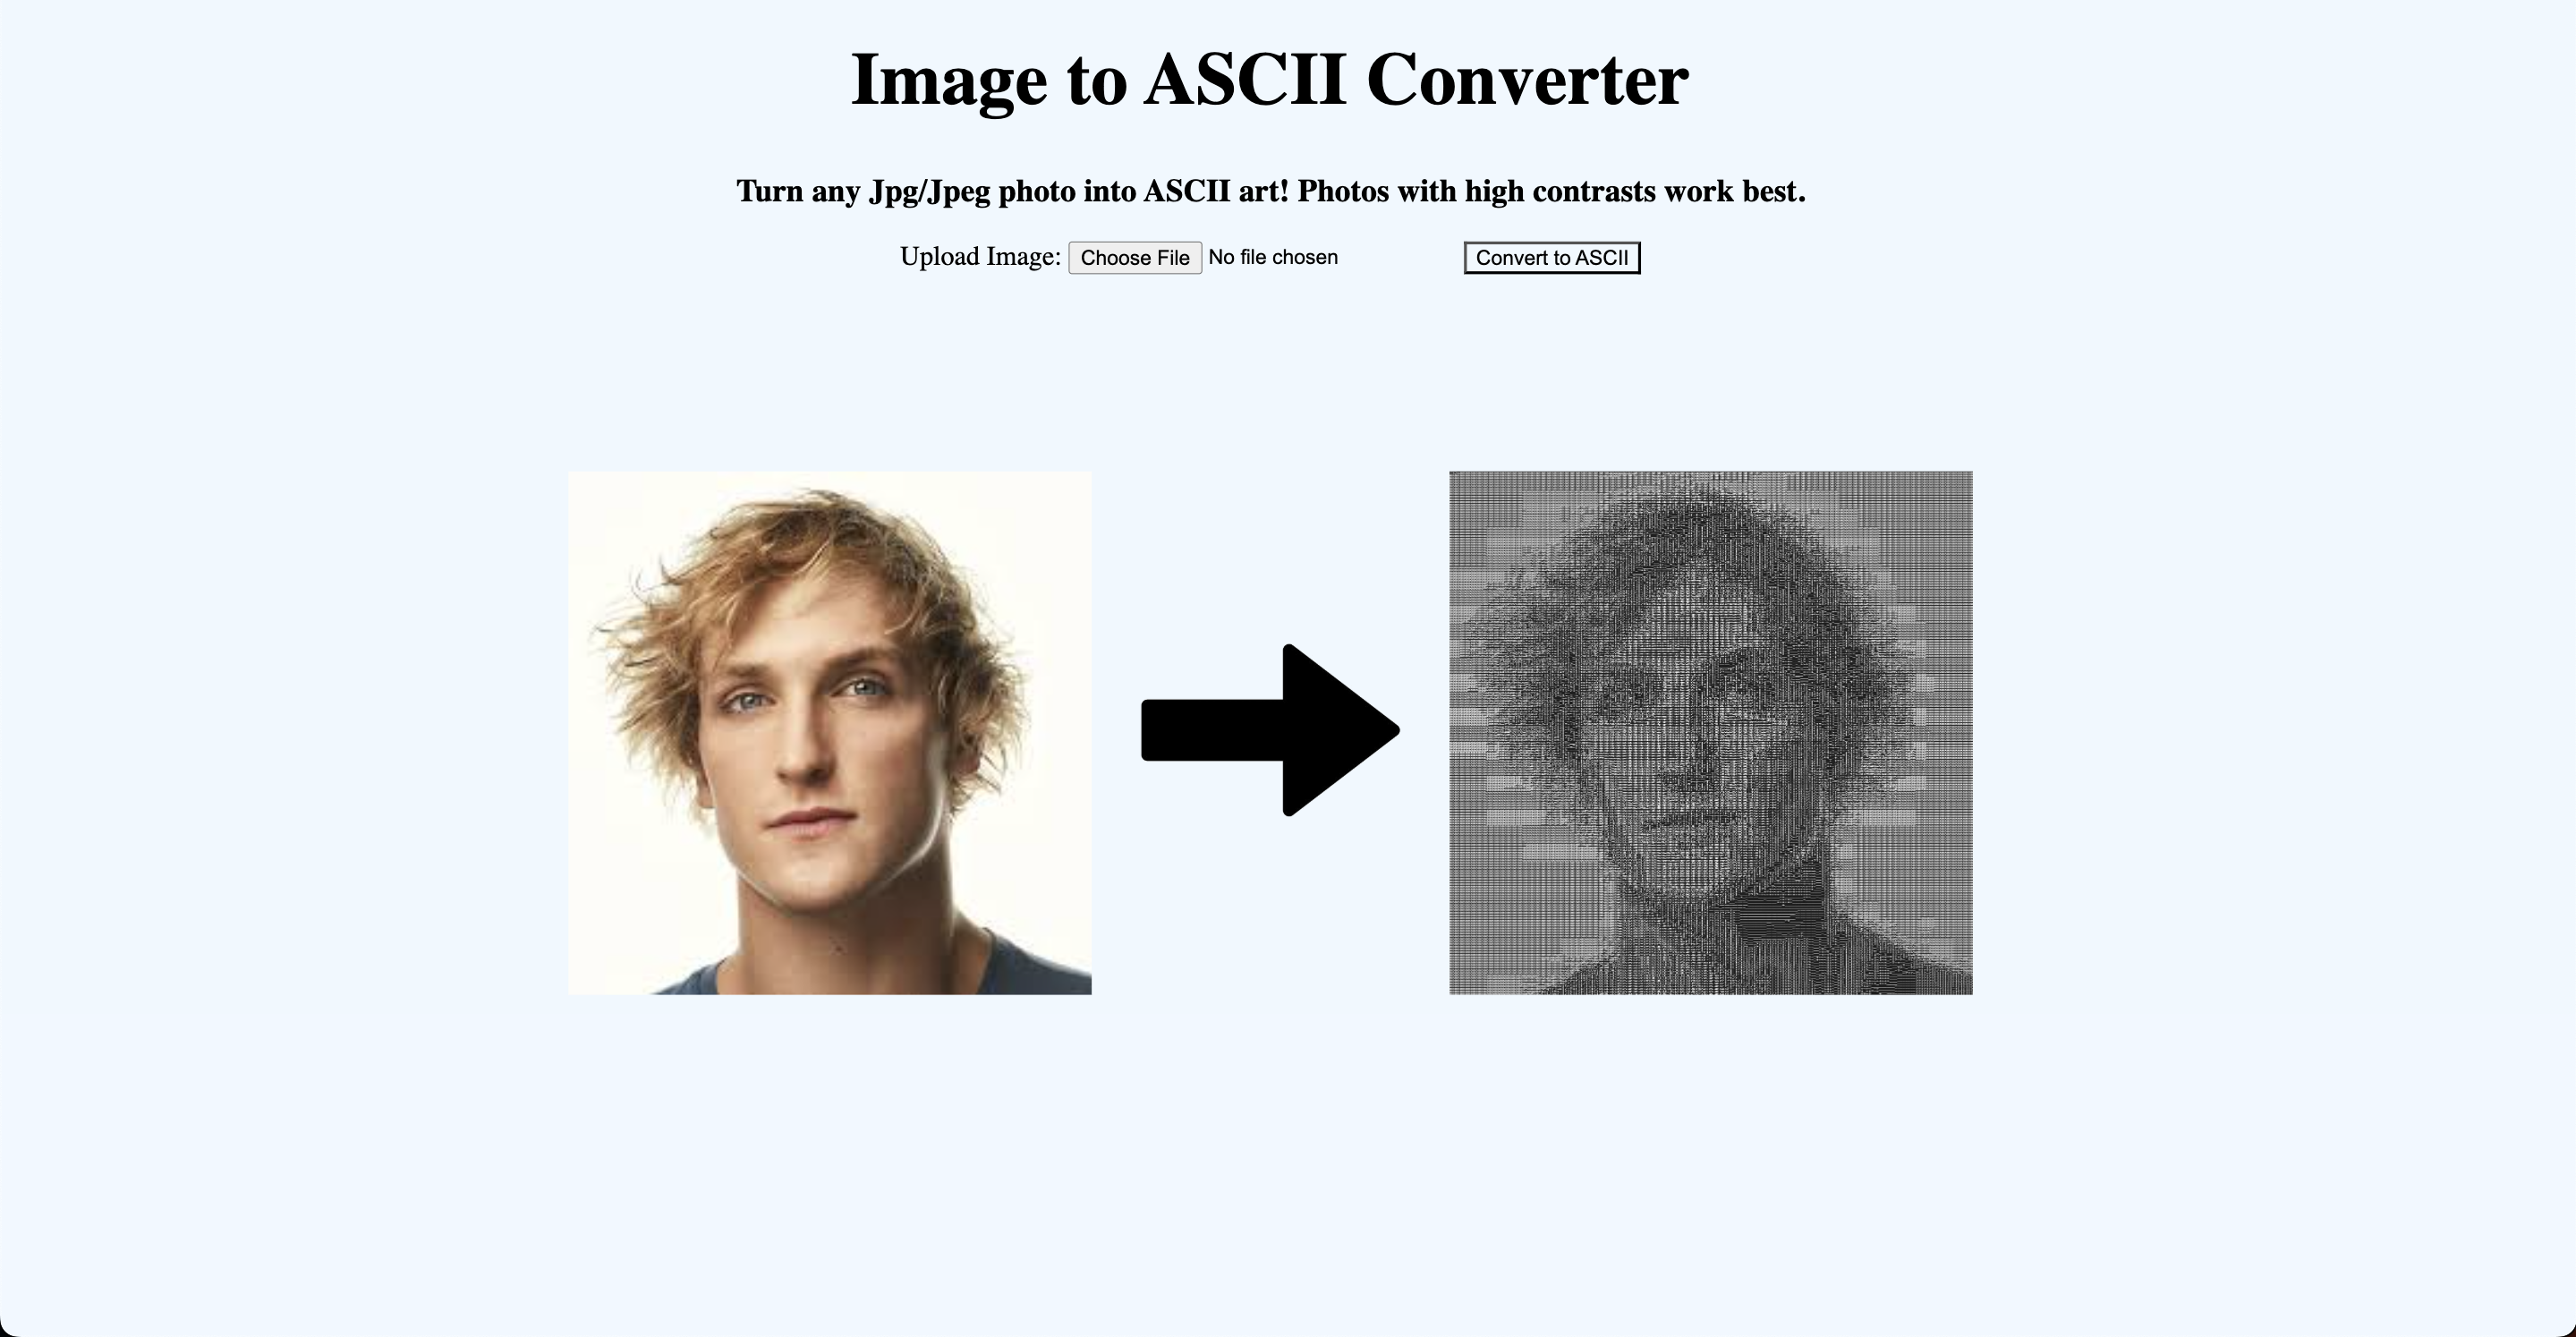 Image to ASCII Converter
Turn any Jpg/Jpeg photo into ASCII art! Photos with high contrasts work best.
Upload Image: Choose File No file chosen Convert to ASCII